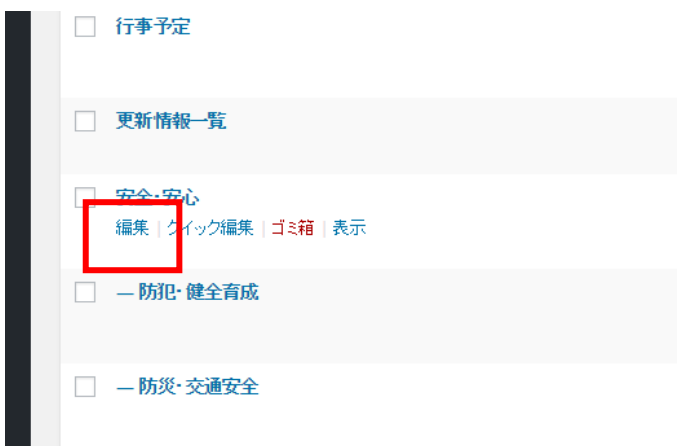 行事予定
更新情報一覧
安全・安心
編集 | クイック編集 | ゴミ箱 | 表示
— 防犯・健全育成
— 防災・交通安全